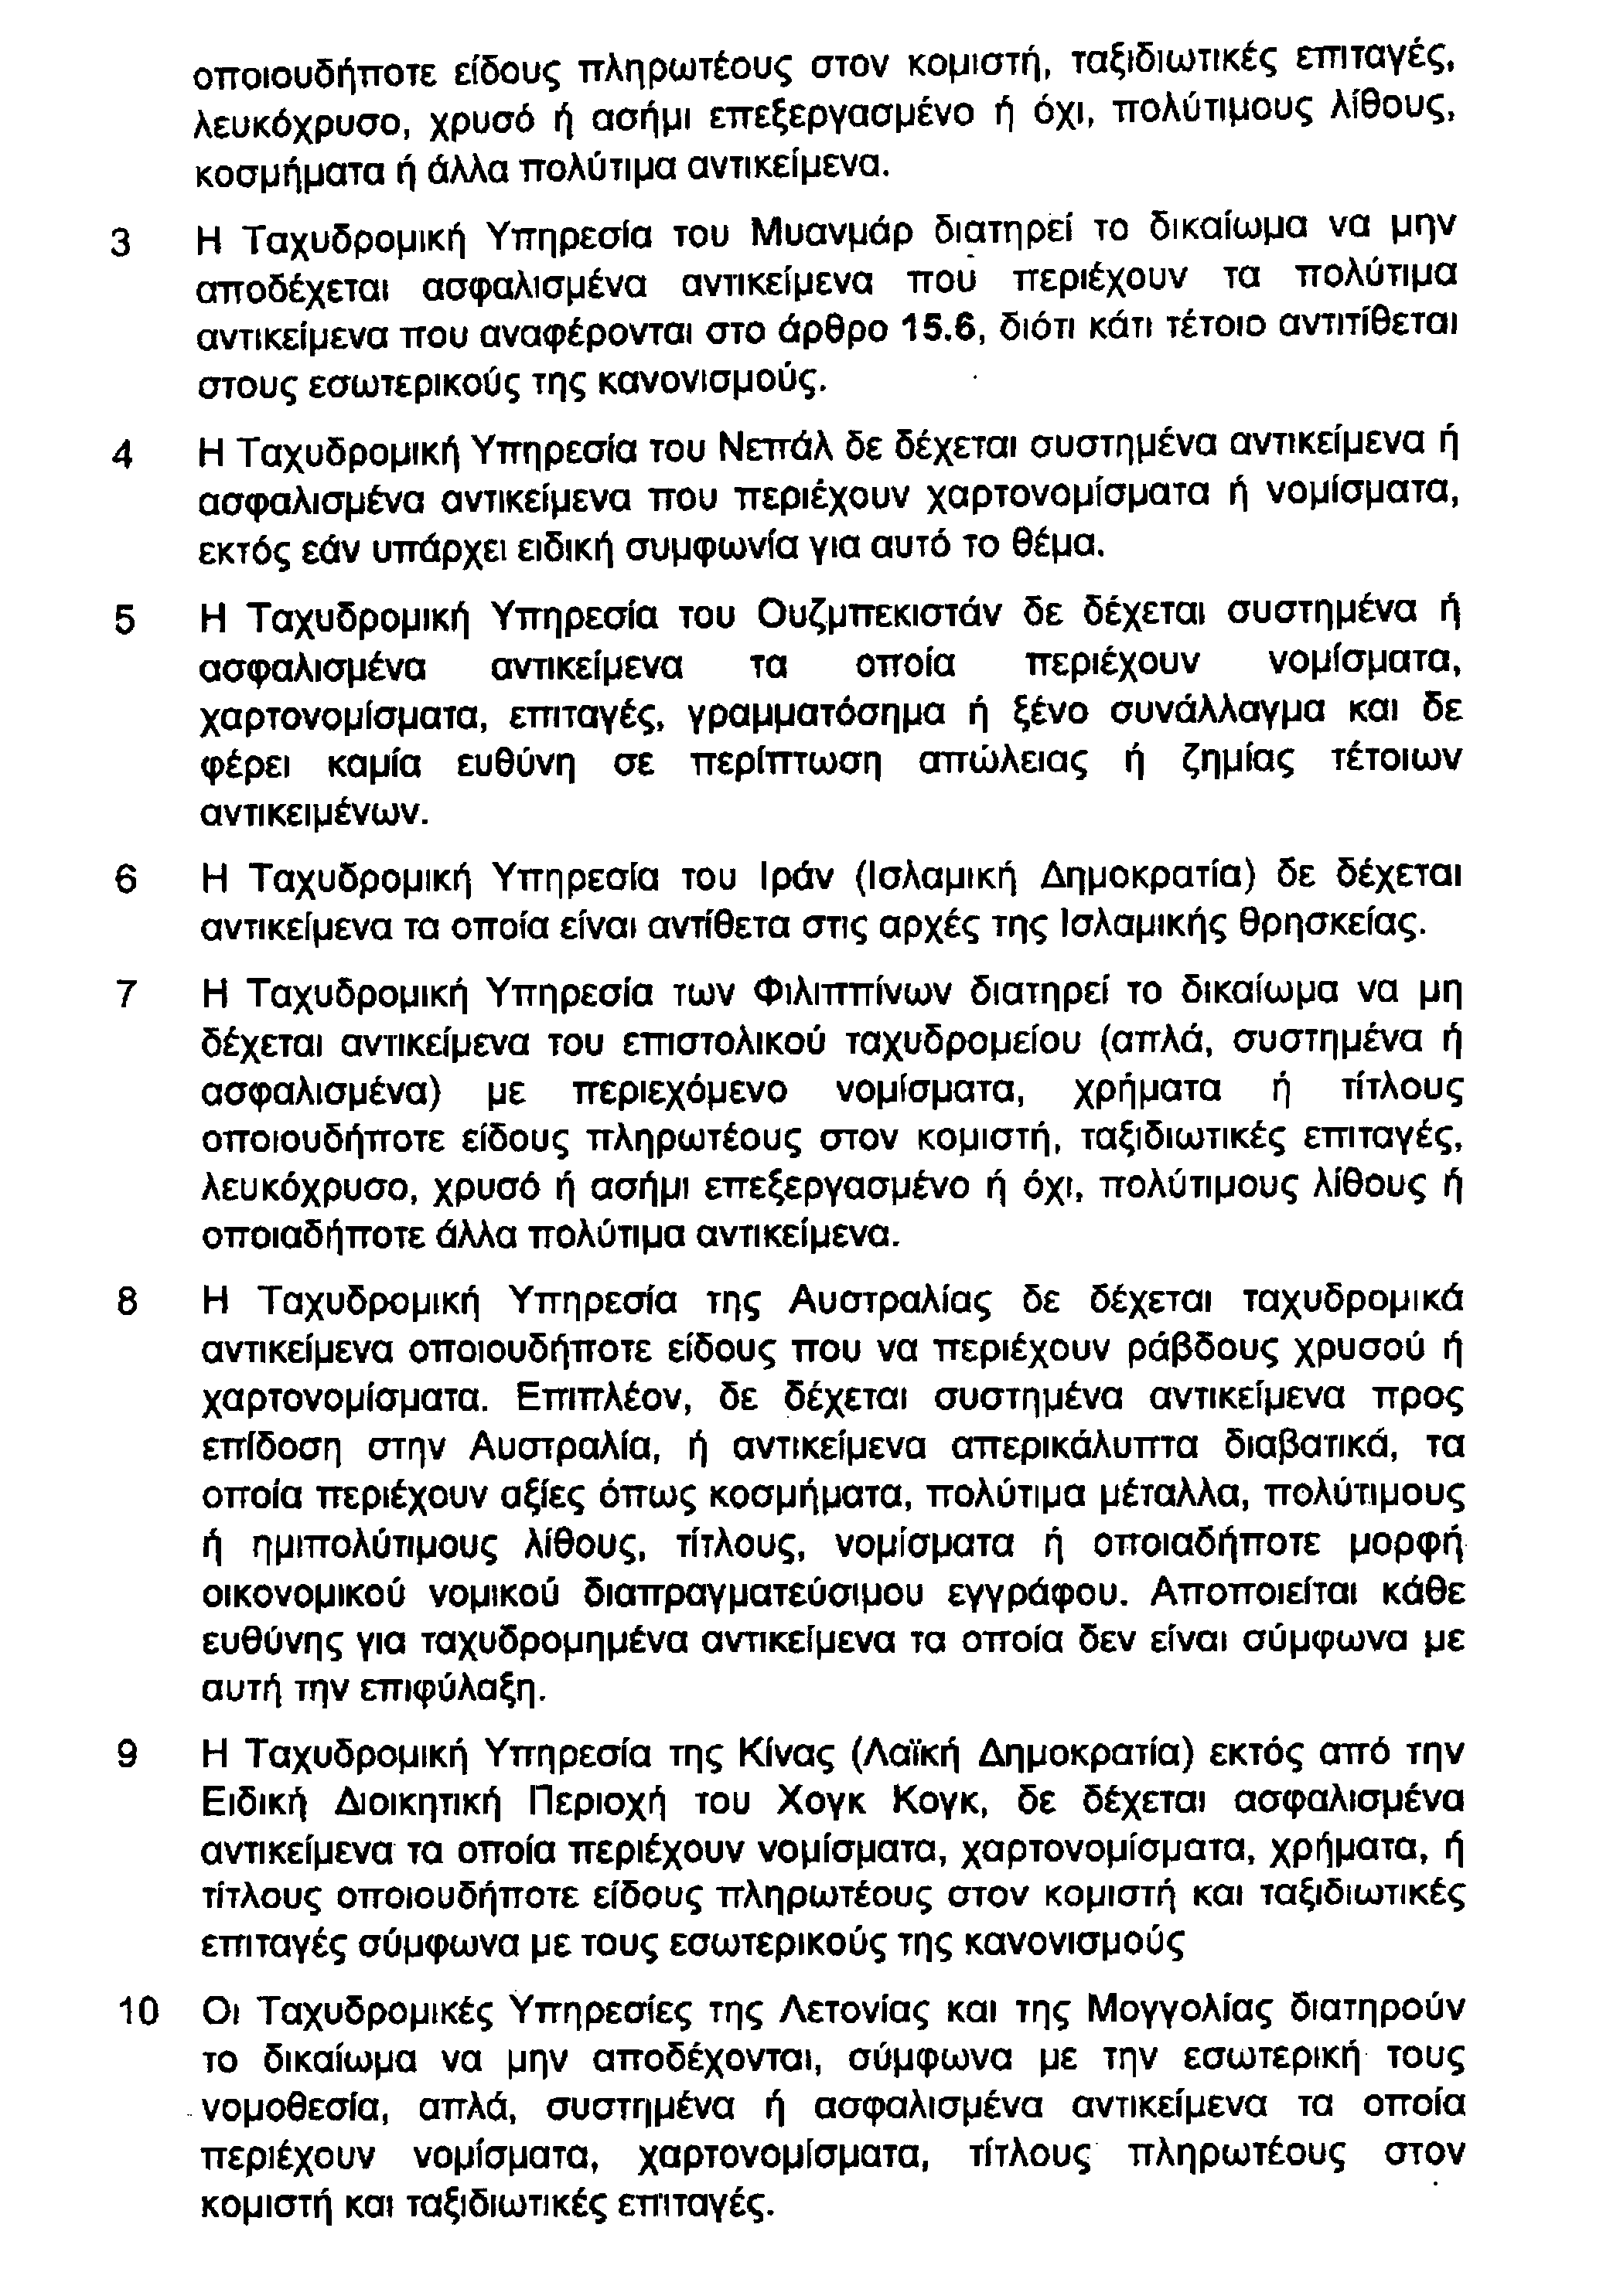 οποιουδήποτε είδους πληρωτέους στον κομιστή, ταξιδιωτικές επιταγές,
λευκόχρυσο, χρυσό ή ασήμι επεξεργασμένο ή όχι, πολύτιμους λίθους,
κοσμήματα ή άλλα πολύτιμα αντικείμενα.
3 Η Ταχυδρομική Υπηρεσία του Μυανμάρ διατηρεί το δικαίωμα να μην
αποδέχεται ασφαλισμένα αντικείμενα που περιέχουν τα πολύτιμα
αντικείμενα που αναφέρονται στο άρθρο 15.6, διότι κάτι τέτοιο αντιτίθεται
στους εσωτερικούς της κανονισμούς.
4 Η Ταχυδρομική Υπηρεσία του Νεπάλ δε δέχεται συστημένα αντικείμενα ή
ασφαλισμένα αντικείμενα που περιέχουν χαρτονομίσματα ή νομίσματα,
εκτός εάν υπάρχει ειδική συμφωνία για αυτό το θέμα.
5 Η Ταχυδρομική Υπηρεσία του Ουζμπεκιστάν δε δέχεται συστημένα ή
ασφαλισμένα αντικείμενα τα οποία περιέχουν νομίσματα,
χαρτονομίσματα, επιταγές, γραμματόσημα ή ξένο συνάλλαγμα και δε
φέρει καμία ευθύνη σε περίπτωση απώλειας ή ζημίας τέτοιων
αντικειμένων.
6 Η Ταχυδρομική Υπηρεσία του Ιράν (Ισλαμική Δημοκρατία) δε δέχεται
αντικείμενα τα οποία είναι αντίθετα στις αρχές της Ισλαμικής θρησκείας.
7 Η Ταχυδρομική Υπηρεσία των Φιλιππίνων διατηρεί το δικαίωμα να μη
δέχεται αντικείμενα του επιστολικού ταχυδρομείου (απλά, συστημένα ή
ασφαλισμένα) με περιεχόμενο νομίσματα, χρήματα ή τίτλους
οποιουδήποτε είδους πληρωτέους στον κομιστή, ταξιδιωτικές επιταγές,
λευκόχρυσο, χρυσό ή ασήμι επεξεργασμένο ή όχι, πολύτιμους λίθους ή
οποιαδήποτε άλλα πολύτιμα αντικείμενα.
8 Η Ταχυδρομική Υπηρεσία της Αυστραλίας δε δέχεται ταχυδρομικά
αντικείμενα οποιουδήποτε είδους που να περιέχουν ράβδους χρυσού ή
χαρτονομίσματα. Επιπλέον, δε δέχεται συστημένα αντικείμενα προς
επίδοση στην Αυστραλία, ή αντικείμενα απερικάλυπτα διαβατικά, τα
οποία περιέχουν αξίες όπως κοσμήματα, πολύτιμα μέταλλα, πολύτιμους
ή ημιπολύτιμους λίθους, τίτλους, νομίσματα ή οποιαδήποτε μορφή
οικονομικού νομικού διαπραγματεύσιμου εγγράφου. Αποποιείται κάθε
ευθύνης για ταχυδρομημένα αντικείμενα τα οποία δεν είναι σύμφωνα με
αυτή την επιφύλαξη.
9 Η Ταχυδρομική Υπηρεσία της Κίνας (Λαϊκή Δημοκρατία) εκτός από την
Ειδική Διοικητική Περιοχή του Χογκ Κογκ, δε δέχεται ασφαλισμένα
αντικείμενα τα οποία περιέχουν νομίσματα, χαρτονομίσματα, χρήματα, ή
τίτλους οποιουδήποτε είδους πληρωτέους στον κομιστή και ταξιδιωτικές
επιταγές σύμφωνα με τους εσωτερικούς της κανονισμούς
10 Οι Ταχυδρομικές Υπηρεσίες της Λετονίας και της Μογγολίας διατηρούν
το δικαίωμα να μην αποδέχονται, σύμφωνα με την εσωτερική τους
νομοθεσία, απλά, συστημένα ή ασφαλισμένα αντικείμενα τα οποία
περιέχουν νομίσματα, χαρτονομίσματα, τίτλους πληρωτέους στον
κομιστή και ταξιδιωτικές επιταγές.